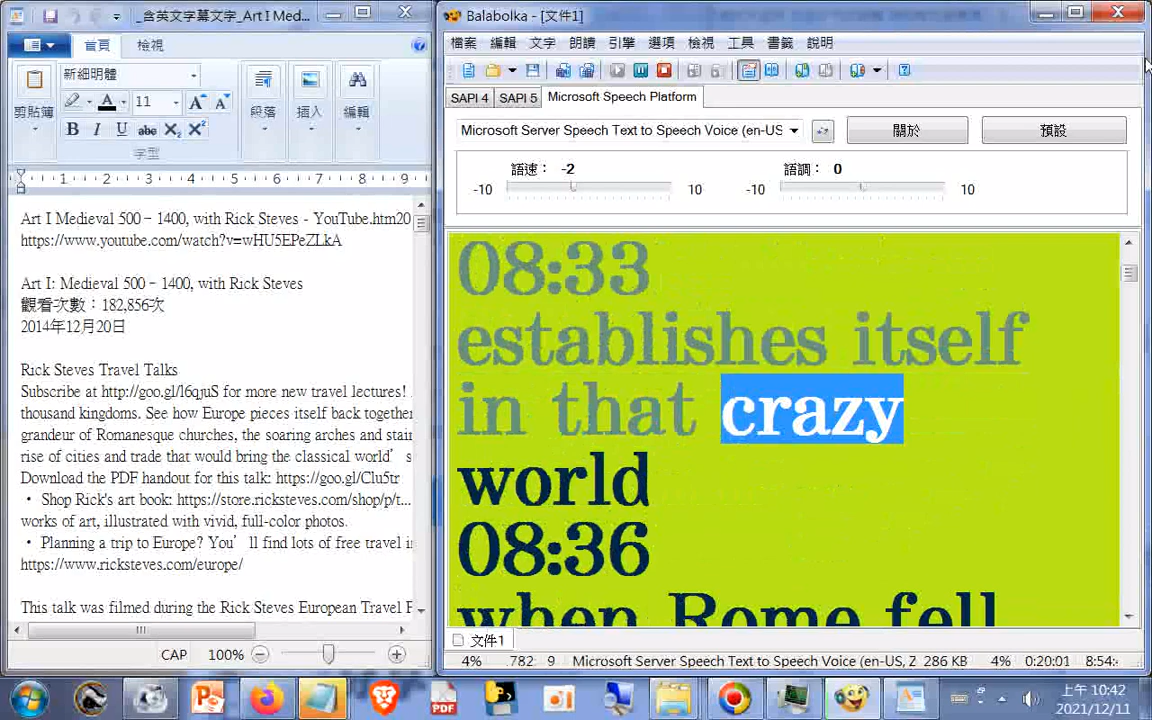 _含英文字幕文字_Art I Med...
首頁
檢視
新細明體
11
剪貼簿
B I U abc X₂ X²
字型
段落
插入
編輯
1 2 3 4 5 6 7 8 9
Art I Medieval 500 – 1400, with Rick Steves - YouTube.htm20
https://www.youtube.com/watch?v=wHU5EPeZLkA
Art I: Medieval 500 – 1400, with Rick Steves
觀看次數：182,856次
2014年12月20日
Rick Steves Travel Talks
Subscribe at http://goo.gl/l6qjuS for more new travel lectures!
thousand kingdoms. See how Europe pieces itself back together
grandeur of Romanesque churches, the soaring arches and stai
rise of cities and trade that would bring the classical world’s
Download the PDF handout for this talk: https://goo.gl/Clu5tr
• Shop Rick's art book: https://store.ricksteves.com/shop/p/t...
works of art, illustrated with vivid, full-color photos.
• Planning a trip to Europe? You’ll find lots of free travel i
https://www.ricksteves.com/europe/
This talk was filmed during the Rick Steves European Travel F
CAP 100%
Balabolka - [文件1]
檔案 編輯 文字 朗讀 引擎 選項 檢視 工具 書籤 說明
SAPI 4 SAPI 5 Microsoft Speech Platform
Microsoft Server Speech Text to Speech Voice (en-US
關於 預設
語速： -2 語調： 0
-10 10 -10 10
08:33
establishes itself
in that crazy
world
08:36
when Rome fell
文件1
4% .782 9 Microsoft Server Speech Text to Speech Voice (en-US, Z 286 KB 4% 0:20:01 8:54:
PDF
上午 10:42
2021/12/11